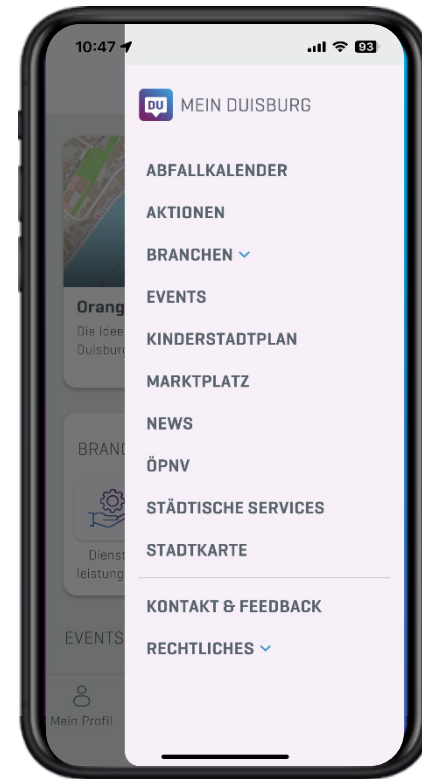 10:47
93
DU MEIN DUISBURG
ABFALLKALENDER
AKTIONEN
BRANCHEN
EVENTS
KINDERSTADTPLAN
MARKTPLATZ
NEWS
ÖPNV
STÄDTISCHE SERVICES
STADTKARTE
KONTAKT & FEEDBACK
RECHTLICHES
Orang
Die Idee
Duisbur
BRAN
Dienst
leistung
EVENTS
Mein Profil